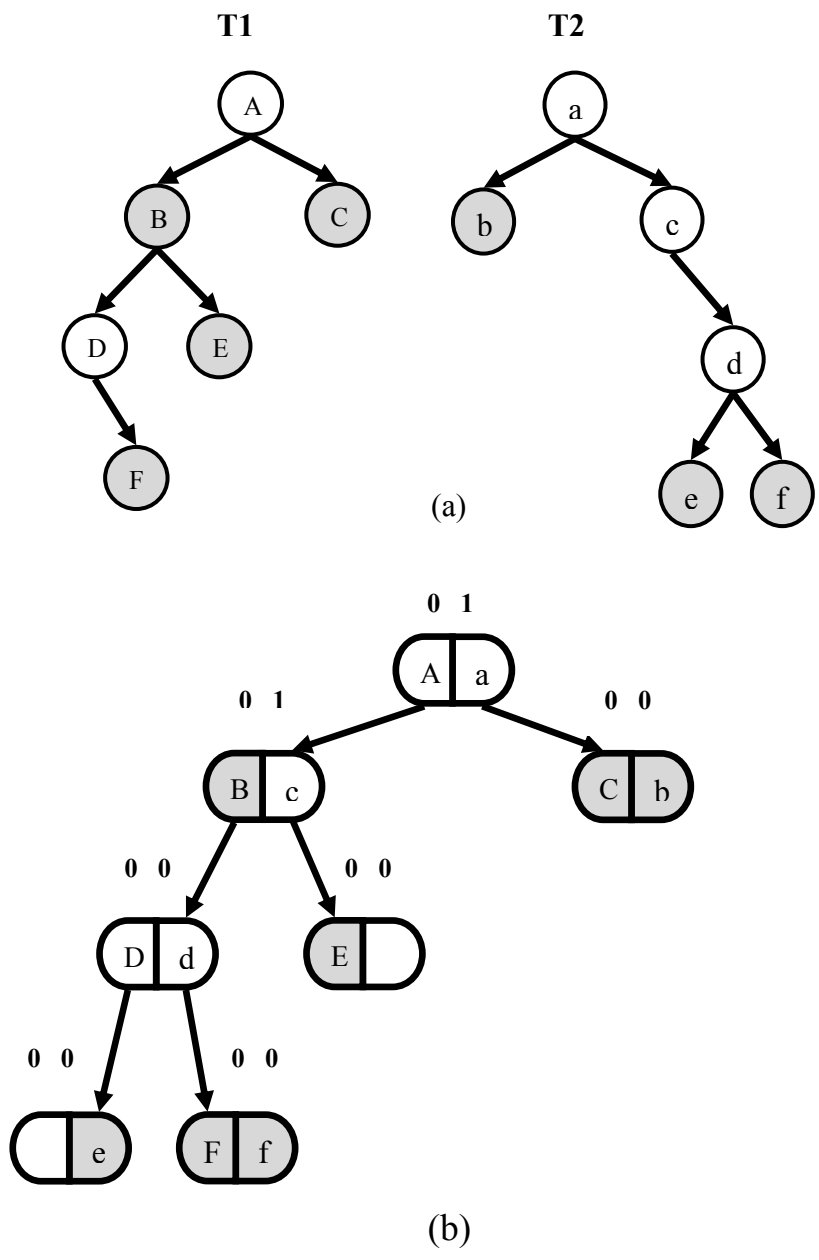 T1 T2
A a
B C b c
D E d
F e f
(a)
0 1
A a
0 1 0 0
B c C b
0 0 0 0
D d E
0 0 0 0
e F f
(b)